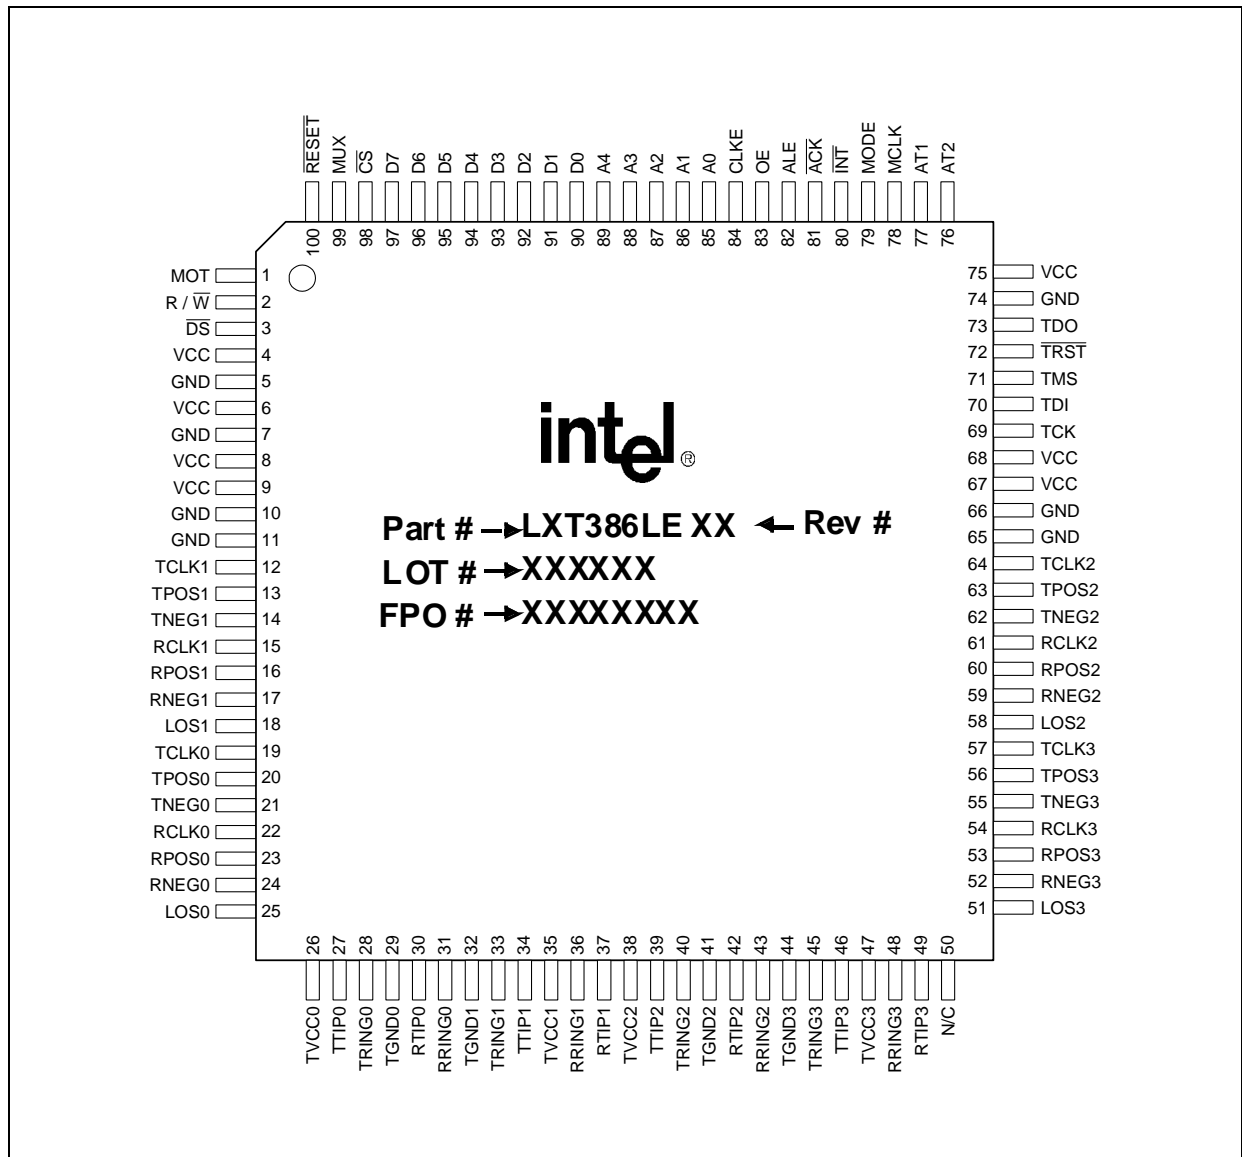 RESET MUX CS D7 D6 D5 D4 D3 D2 D1 D0 A4 A3 A2 A1 A0 CLKE OE ALE ACK INT MODE MCLK AT1 AT2
100 99 98 97 96 95 94 93 92 91 90 89 88 87 86 85 84 83 82 81 80 79 78 77 76
MOT 1
R / W 2
DS 3
VCC 4
GND 5
VCC 6
GND 7
VCC 8
VCC 9
GND 10
GND 11
TCLK1 12
TPOS1 13
TNEG1 14
RCLK1 15
RPOS1 16
RNEG1 17
LOS1 18
TCLK0 19
TPOS0 20
TNEG0 21
RCLK0 22
RPOS0 23
RNEG0 24
LOS0 25
intel®
Part # LXT386LE XX Rev #
LOT # XXXXXX
FPO # XXXXXXXX
75 VCC
74 GND
73 TDO
72 TRST
71 TMS
70 TDI
69 TCK
68 VCC
67 VCC
66 GND
65 GND
64 TCLK2
63 TPOS2
62 TNEG2
61 RCLK2
60 RPOS2
59 RNEG2
58 LOS2
57 TCLK3
56 TPOS3
55 TNEG3
54 RCLK3
53 RPOS3
52 RNEG3
51 LOS3
26 27 28 29 30 31 32 33 34 35 36 37 38 39 40 41 42 43 44 45 46 47 48 49 50
TVCC0 TTIP0 TRING0 TGND0 RTIP0 RRING0 TGND1 TRING1 TTIP1 TVCC1 RRING1 RTIP1 TVCC2 TTIP2 TRING2 TGND2 RTIP2 RRING2 TGND3 TRING3 TTIP3 TVCC3 RRING3 RTIP3 N/C